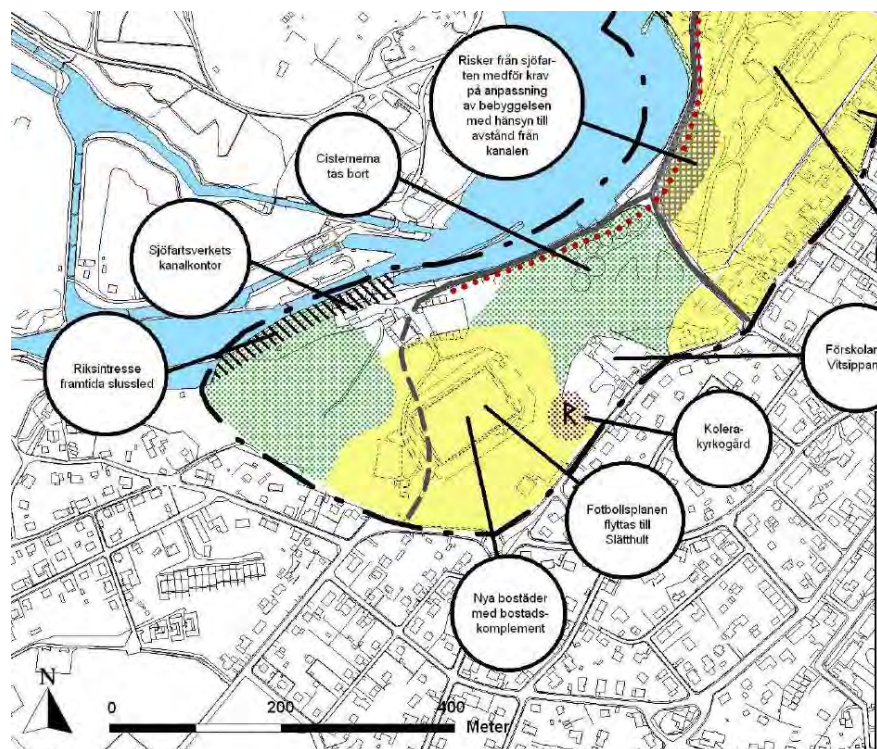 Risker från sjöfar-
ten medför krav
på anpassning
av bebyggelsen
med hänsyn till
avstånd från
kanalen
Cisternerna
tas bort
Sjöfartsverkets
kanalkontor
Riksintresse
framtida slussled
Förskolan
Vitsippan
R
Kolera-
kyrkogård
Fotbollsplanen
flyttas till
Slätthult
Nya bostäder
med bostads-
komplement
N
0
200
400
Meter